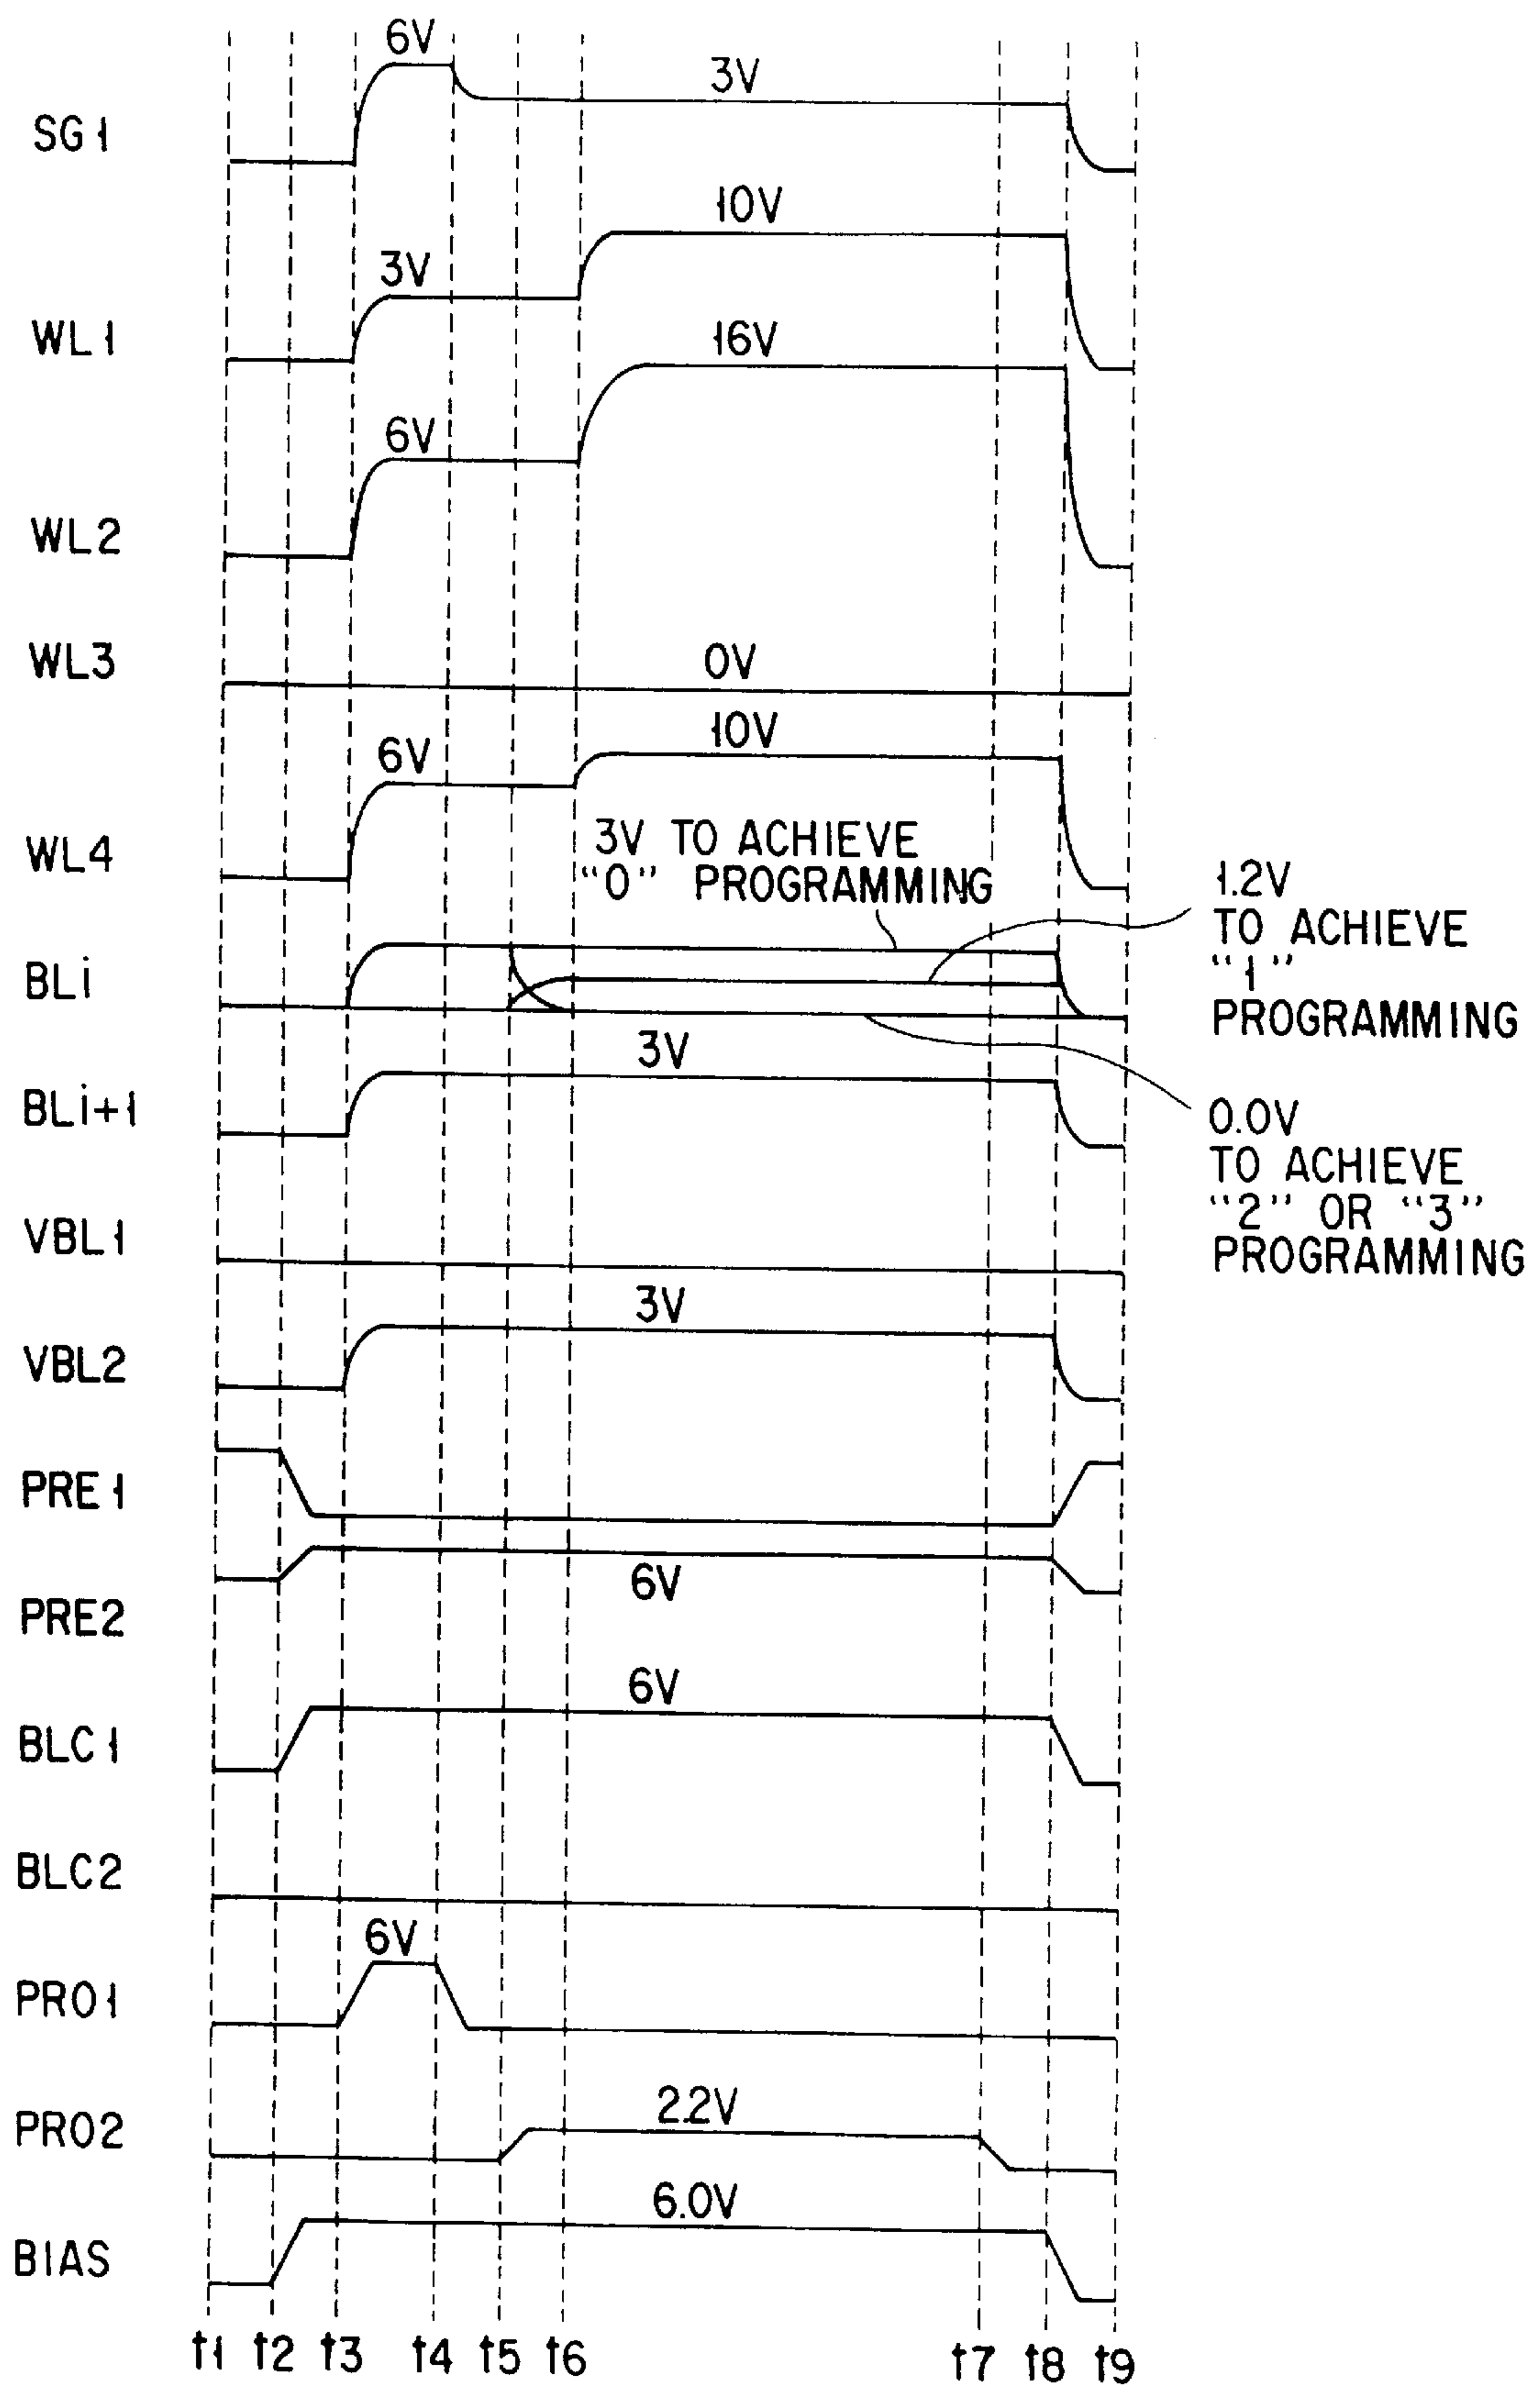 6V
3V
SG1
10V
3V
WL1
16V
6V
WL2
WL3
0V
10V
6V
WL4
3V TO ACHIEVE
"0" PROGRAMMING
1.2V
TO ACHIEVE
"1"
PROGRAMMING
BLi
3V
BLi+1
0.0V
TO ACHIEVE
"2" OR "3"
PROGRAMMING
VBL1
3V
VBL2
PRE1
6V
PRE2
6V
BLC1
BLC2
6V
PRO1
2.2V
PRO2
6.0V
BIAS
t1 t2 t3 t4 t5 t6 t7 t8 t9